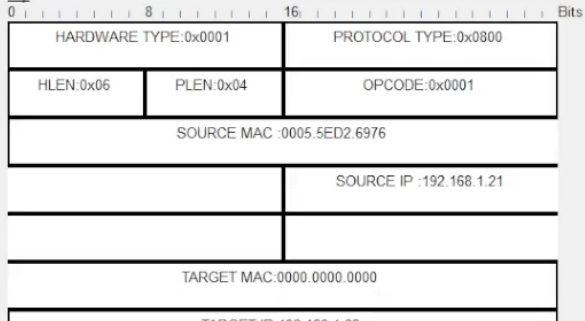 0 8 16 Bits
HARDWARE TYPE:0x0001 PROTOCOL TYPE:0x0800
HLEN:0x06 PLEN:0x04 OPCODE:0x0001
SOURCE MAC :0005.5ED2.6976
SOURCE IP :192.168.1.21
TARGET MAC:0000.0000.0000